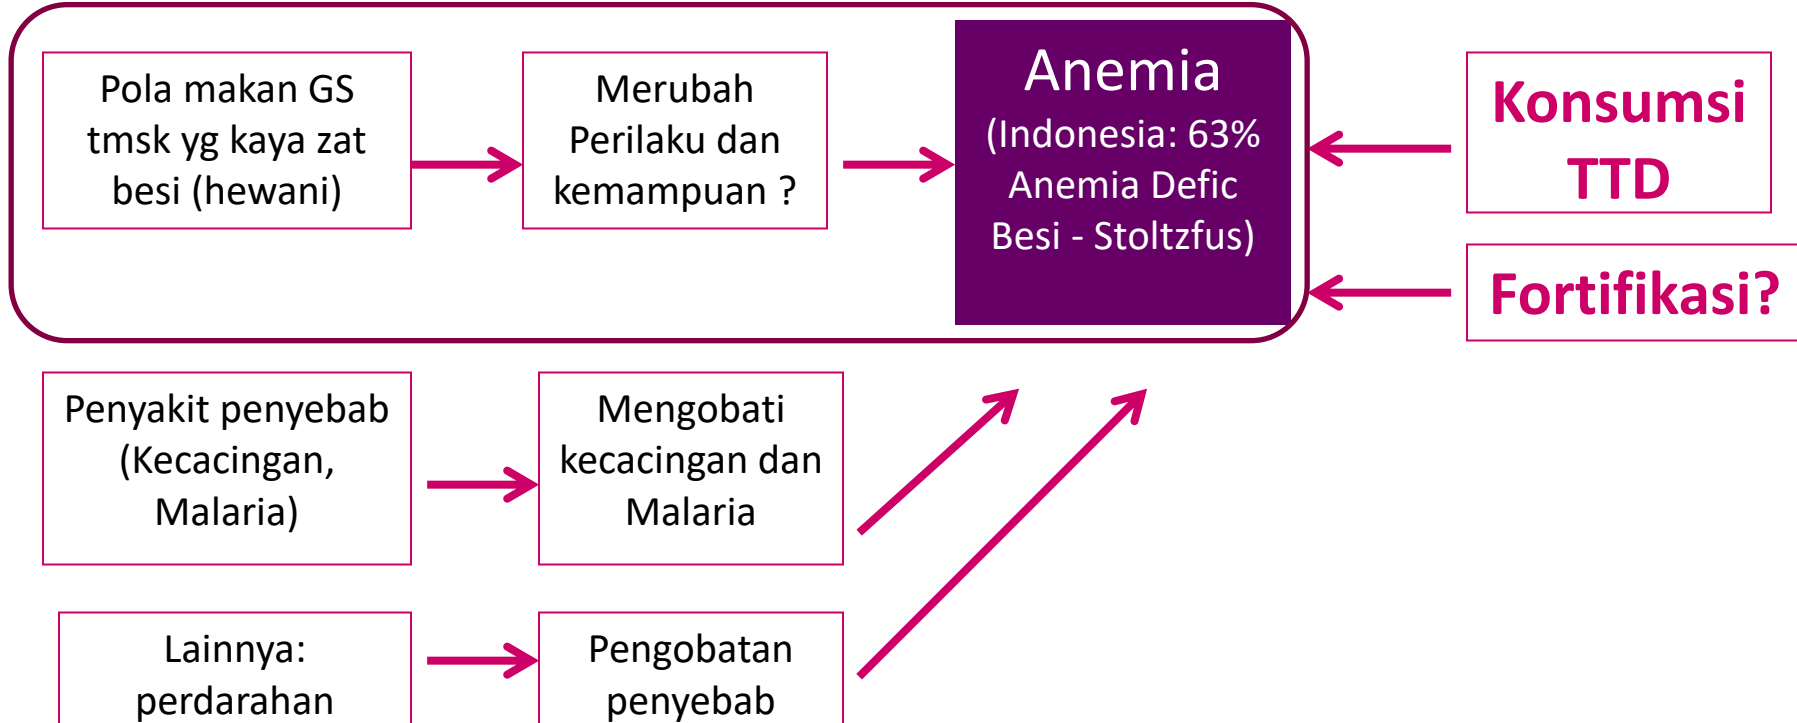 Pola makan GS
tmsk yg kaya zat
besi (hewani)
Merubah
Perilaku dan
kemampuan ?
Anemia
(Indonesia: 63%
Anemia Defic
Besi - Stoltzfus)
Konsumsi
TTD
Fortifikasi?
Penyakit penyebab
(Kecacingan,
Malaria)
Mengobati
kecacingan dan
Malaria
Lainnya:
perdarahan
Pengobatan
penyebab